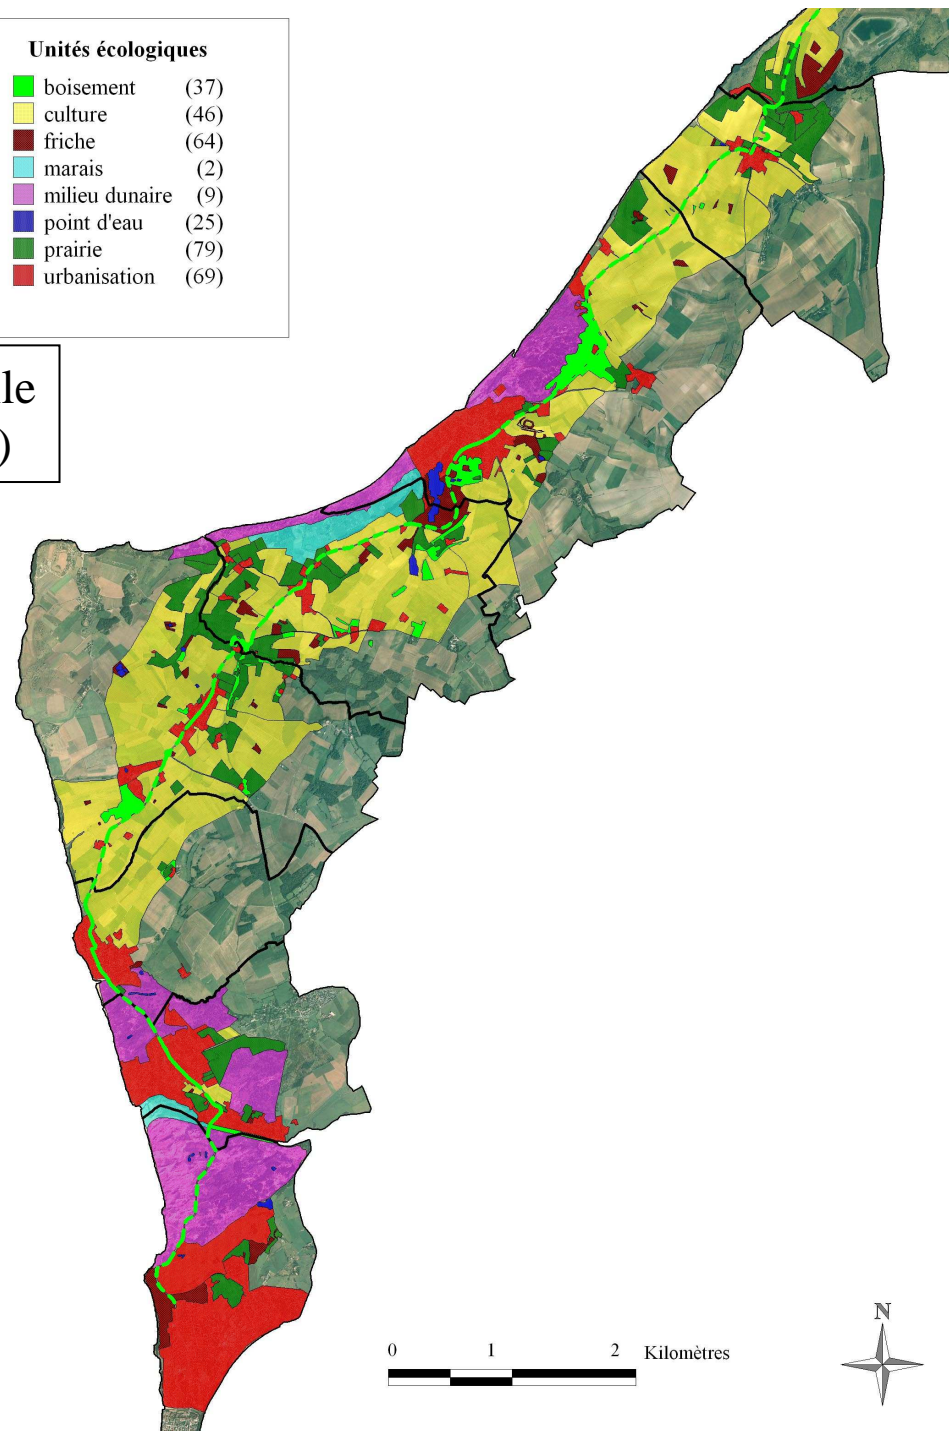 Unités écologiques
boisement (37)
culture (46)
friche (64)
marais (2)
milieu dunaire (9)
point d'eau (25)
prairie (79)
urbanisation (69)
le
)
0 1 2 Kilomètres
N